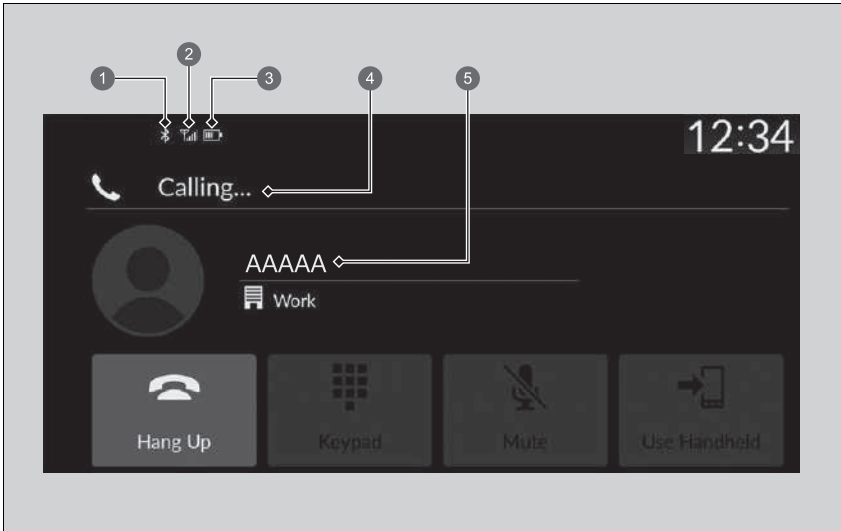 2
1 3 4 5
12:34
Calling...
AAAAA
Work
Hang Up Keypad Mute Use Handheld